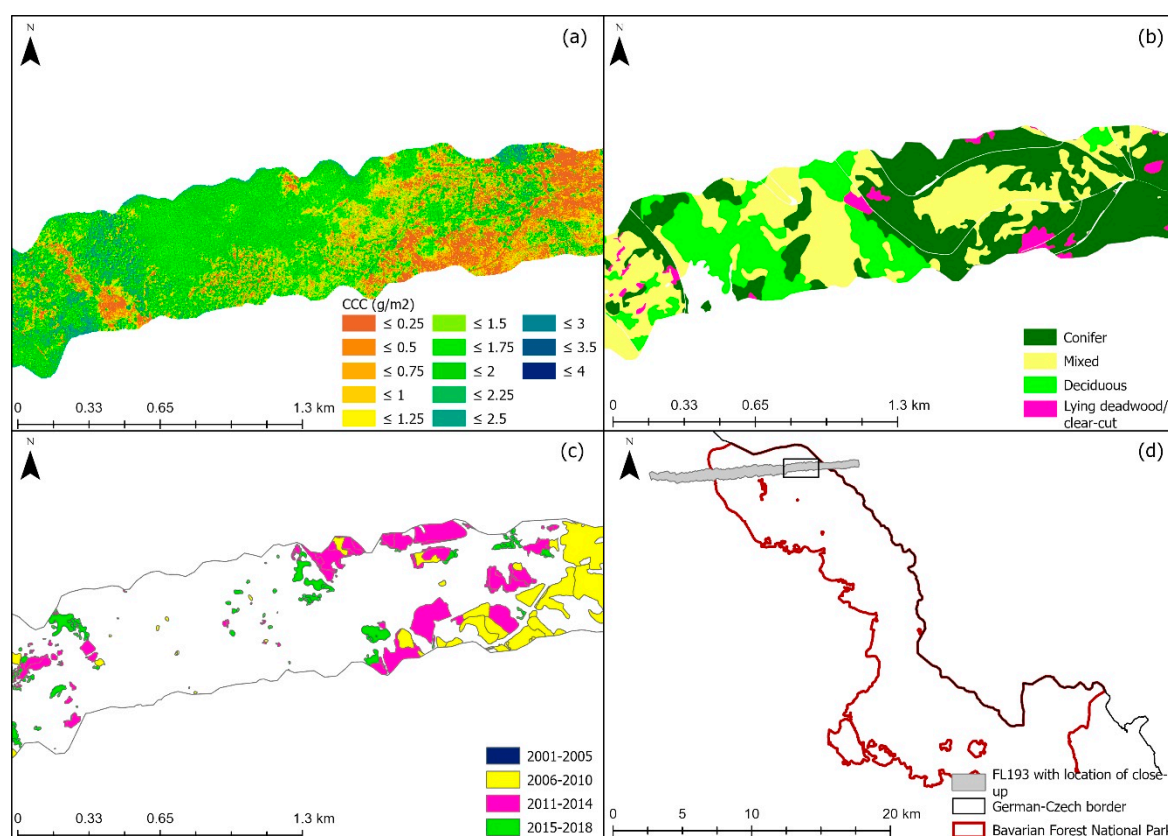 N
(a)
CCC (g/m2)
≤ 0.25 ≤ 1.5 ≤ 3
≤ 0.5 ≤ 1.75 ≤ 3.5
≤ 0.75 ≤ 2 ≤ 4
≤ 1 ≤ 2.25
≤ 1.25 ≤ 2.5
0 0.33 0.65 1.3 km
N
(b)
Conifer
Mixed
Deciduous
Lying deadwood/
clear-cut
0 0.33 0.65 1.3 km
N
(c)
2001-2005
2006-2010
2011-2014
2015-2018
0 0.33 0.65 1.3 km
N
(d)
FL193 with location of close-
up
German-Czech border
Bavarian Forest National Park
0 5 10 20 km